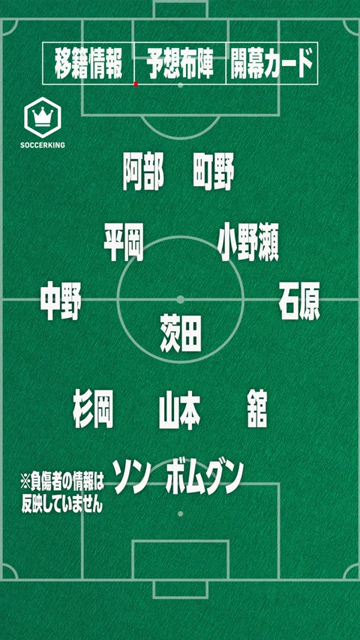 移籍情報 予想布陣 開幕カード
SOCCERKING
阿部 町野
平岡 小野瀬
中野 石原
茨田
杉岡 山本 舘
ソン ボムグン
※負傷者の情報は
反映していません